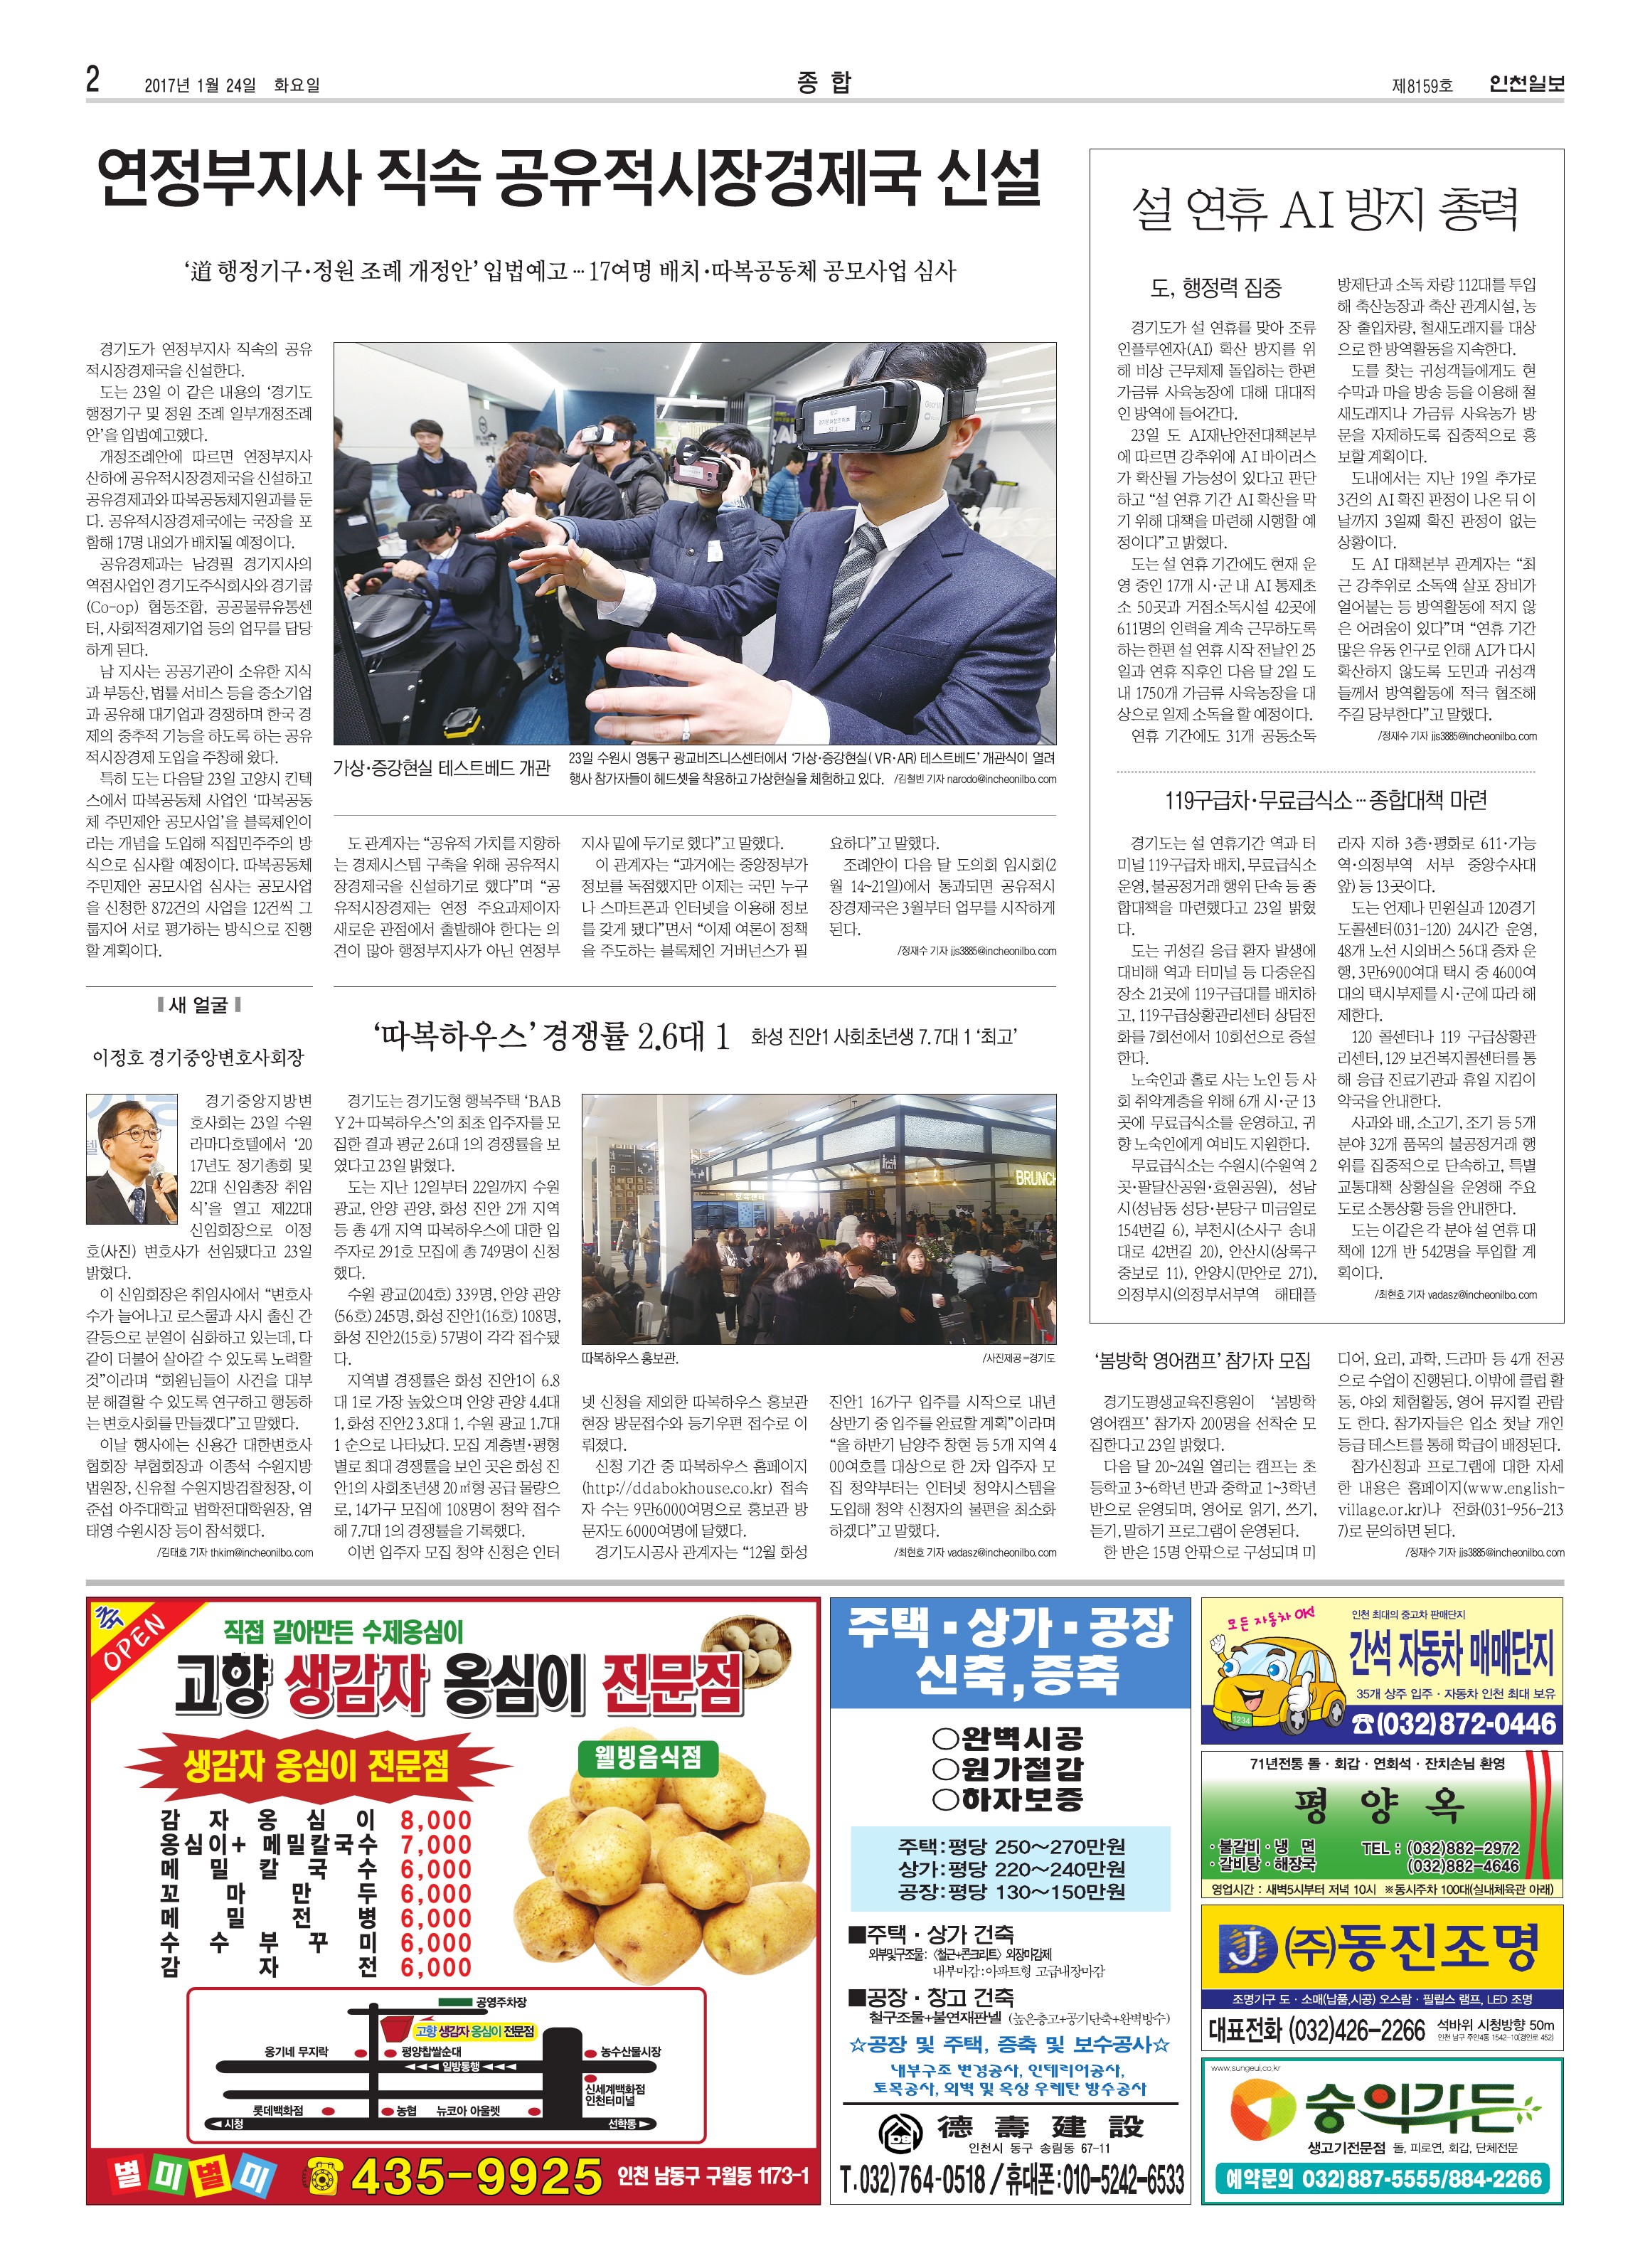 2 2017년 1월 24일 화요일 종 합 제8159호 인천일보
연정부지사 직속 공유적시장경제국 신설
‘道 행정기구·정원 조례 개정안’ 입법예고…17여명 배치·따복공동체 공모사업 심사
경기도가 연정부지사 직속의 공유
적시장경제국을 신설한다.
도는 23일 이 같은 내용의 ‘경기도
행정기구 및 정원 조례 일부개정조례
안’을 입법예고했다.
개정조례안에 따르면 연정부지사
산하에 공유적시장경제국을 신설하고
공유경제과와 따복공동체지원과를 둔
다. 공유적시장경제국에는 국장을 포
함해 17명 내외가 배치될 예정이다.
공유경제과는 남경필 경기지사의
역점사업인 경기도주식회사와 경기쿱
(Co-op) 협동조합, 공공물류유통센
터, 사회적경제기업 등의 업무를 담당
하게 된다.
남 지사는 공공기관이 소유한 지식
과 부동산, 법률 서비스 등을 중소기업
과 공유해 대기업과 경쟁하며 한국 경
제의 중추적 기능을 하도록 하는 공유
적시장경제 도입을 주장해 왔다.
특히 도는 다음달 23일 고양시 킨텍
스에서 따복공동체 사업인 ‘따복공동
체 주민제안 공모사업’을 블록체인이
라는 개념을 도입해 직접민주주의 방
식으로 심사할 예정이다. 따복공동체
주민제안 공모사업 심사는 공모사업
을 신청한 872건의 사업을 12건씩 그
룹지어 서로 평가하는 방식으로 진행
할 계획이다.
가상·증강현실 테스트베드 개관
23일 수원시 영통구 광교비즈니스센터에서 ‘가상·증강현실(VR·AR) 테스트베드’ 개관식이 열려
행사 참가자들이 헤드셋을 착용하고 가상현실을 체험하고 있다. /김철빈 기자 narodo@incheonilbo.com
도 관계자는 “공유적 가치를 지향하
는 경제시스템 구축을 위해 공유적시
장경제국을 신설하기로 했다”며 “공
유적시장경제는 연정 주요과제이자
새로운 관점에서 출발해야 한다는 의
견이 많아 행정부지사가 아닌 연정부
지사 밑에 두기로 했다”고 말했다.
이 관계자는 “과거에는 중앙정부가
정보를 독점했지만 이제는 국민 누구
나 스마트폰과 인터넷을 이용해 정보
를 갖게 됐다”면서 “이제 여론이 정책
을 주도하는 블록체인 거버넌스가 필
요하다”고 말했다.
조례안이 다음 달 도의회 임시회(2
월 14~21일)에서 통과되면 공유적시
장경제국은 3월부터 업무를 시작하게
된다.
/정재수 기자 jjs3885@incheonilbo.com
새 얼굴
이정호 경기중앙변호사회장
경기중앙지방변
호사회는 23일 수원
라마다호텔에서 ‘20
17년도 정기총회 및
22대 신임총장 취임
식’을 열고 제22대
신임회장으로 이정
호(사진) 변호사가 선임됐다고 23일
밝혔다.
이 신임회장은 취임사에서 “변호사
수가 늘어나고 로스쿨과 사시 출신 간
갈등으로 분열이 심화하고 있는데, 다
같이 더불어 살아갈 수 있도록 노력할
것”이라며 “회원님들이 사건을 대부
분 해결할 수 있도록 연구하고 행동하
는 변호사회를 만들겠다”고 말했다.
이날 행사에는 신용간 대한변호사
협회장 부협회장과 이종석 수원지방
법원장, 신유철 수원지방검찰청장, 이
준섭 아주대학교 법학전대학원장, 염
태영 수원시장 등이 참석했다.
/김태호 기자 thkim@incheonilbo.com
‘따복하우스’ 경쟁률 2.6대 1 화성 진안1 사회초년생 7.7대 1 ‘최고’
경기도는 경기도형 행복주택 ‘BAB
Y 2+ 따복하우스’의 최초 입주자를 모
집한 결과 평균 2.6대 1의 경쟁률을 보
였다고 23일 밝혔다.
도는 지난 12일부터 22일까지 수원
광교, 안양 관양, 화성 진안 2개 지역
등 총 4개 지역 따복하우스에 대한 입
주자로 291호 모집에 총 749명이 신청
했다.
수원 광교(204호) 339명, 안양 관양
(56호) 245명, 화성 진안1(16호) 108명,
화성 진안2(15호) 57명이 각각 접수됐
다.
지역별 경쟁률은 화성 진안1이 6.8
대 1로 가장 높았으며 안양 관양 4.4대
1, 화성 진안2 3.8대 1, 수원 광교 1.7대
1 순으로 나타났다. 모집 계층별·평형
별로 최대 경쟁률을 보인 곳은 화성 진
안1의 사회초년생 20㎡형 공급 물량으
로, 14가구 모집에 108명이 청약 접수
해 7.7대 1의 경쟁률을 기록했다.
이번 입주자 모집 청약 신청은 인터
BRUNCH
따복하우스 홍보관. /사진제공=경기도
넷 신청을 제외한 따복하우스 홍보관
현장 방문접수와 등기우편 접수로 이
뤄졌다.
신청 기간 중 따복하우스 홈페이지
(http://ddabokhouse.co.kr) 접속
자 수는 9만6000여명으로 홍보관 방
문자도 6000여명에 달했다.
경기도시공사 관계자는 “12월 화성
진안1 16가구 입주를 시작으로 내년
상반기 중 입주를 완료할 계획”이라며
“올 하반기 남양주 창현 등 5개 지역 4
00여호를 대상으로 한 2차 입주자 모
집 청약부터는 인터넷 청약시스템을
도입해 청약 신청자의 불편을 최소화
하겠다”고 말했다.
/최현호 기자 vadasz@incheonilbo.com
설 연휴 AI 방지 총력
도, 행정력 집중
경기도가 설 연휴를 맞아 조류
인플루엔자(AI) 확산 방지를 위
해 비상 근무체제 돌입하는 한편
가금류 사육농장에 대해 대대적
인 방역에 들어간다.
23일 도 AI재난안전대책본부
에 따르면 강추위에 AI 바이러스
가 확산될 가능성이 있다고 판단
하고 “설 연휴 기간 AI 확산을 막
기 위해 대책을 마련해 시행할 예
정이다”고 밝혔다.
도는 설 연휴 기간에도 현재 운
영 중인 17개 시·군 내 AI 통제초
소 50곳과 거점소독시설 42곳에
611명의 인력을 계속 근무하도록
하는 한편 설 연휴 시작 전날인 25
일과 연휴 직후인 다음 달 2일 도
내 1750개 가금류 사육농장을 대
상으로 일제 소독을 할 예정이다.
연휴 기간에도 31개 공동소독
방제단과 소독 차량 112대를 투입
해 축산농장과 축산 관계시설, 농
장 출입차량, 철새도래지를 대상
으로 한 방역활동을 지속한다.
도를 찾는 귀성객들에게도 현
수막과 마을 방송 등을 이용해 철
새도래지나 가금류 사육농가 방
문을 자제하도록 집중적으로 홍
보할 계획이다.
도내에서는 지난 19일 추가로
3건의 AI 확진 판정이 나온 뒤 이
날까지 3일째 확진 판정이 없는
상황이다.
도 AI 대책본부 관계자는 “최
근 강추위로 소독액 살포 장비가
얼어붙는 등 방역활동에 적지 않
은 어려움이 있다”며 “연휴 기간
많은 유동 인구로 인해 AI가 다시
확산하지 않도록 도민과 귀성객
들께서 방역활동에 적극 협조해
주길 당부한다”고 말했다.
/정재수 기자 jjs3885@incheonilbo.com
119구급차·무료급식소…종합대책 마련
경기도는 설 연휴기간 역과 터
미널 119구급차 배치, 무료급식소
운영, 불공정거래 행위 단속 등 종
합대책을 마련했다고 23일 밝혔
다.
도는 귀성길 응급 환자 발생에
대비해 역과 터미널 등 다중운집
장소 21곳에 119구급대를 배치하
고, 119구급상황관리센터 상담전
화를 7회선에서 10회선으로 증설
한다.
노숙인과 홀로 사는 노인 등 사
회 취약계층을 위해 6개 시·군 13
곳에 무료급식소를 운영하고, 귀
향 노숙인에게 여비도 지원한다.
무료급식소는 수원시(수원역 2
곳·팔달산공원·효원공원), 성남
시(성남동 성당·분당구 미금일로
154번길 6), 부천시(소사구 송내
대로 42번길 20), 안산시(상록구
중보로 11), 안양시(만안로 271),
의정부시(의정부서부역 해태플
라자 지하 3층·평화로 611·가능
역·의정부역 서부 중앙수사대
앞) 등 13곳이다.
도는 언제나 민원실과 120경기
도콜센터(031-120) 24시간 운영,
48개 노선 시외버스 56대 증차 운
행, 3만6900여대 택시 중 4600여
대의 택시부제를 시·군에 따라 해
제한다.
120 콜센터나 119 구급상황관
리센터, 129 보건복지콜센터를 통
해 응급 진료기관과 휴일 지킴이
약국을 안내한다.
사과와 배, 소고기, 조기 등 5개
분야 32개 품목의 불공정거래 행
위를 집중적으로 단속하고, 특별
교통대책 상황실을 운영해 주요
도로 소통상황 등을 안내한다.
도는 이같은 각 분야 설 연휴 대
책에 12개 반 542명을 투입할 계
획이다.
/최현호 기자 vadasz@incheonilbo.com
‘봄방학 영어캠프’ 참가자 모집
경기도평생교육진흥원이 ‘봄방학
영어캠프’ 참가자 200명을 선착순 모
집한다고 23일 밝혔다.
다음 달 20~24일 열리는 캠프는 초
등학교 3~6학년 반과 중학교 1~3학년
반으로 운영되며, 영어로 읽기, 쓰기,
듣기, 말하기 프로그램이 운영된다.
한 반은 15명 안팎으로 구성되며 미
디어, 요리, 과학, 드라마 등 4개 전공
으로 수업이 진행된다. 이밖에 클럽 활
동, 야외 체험활동, 영어 뮤지컬 관람
도 한다. 참가자들은 입소 첫날 개인
등급 테스트를 통해 학급이 배정된다.
참가신청과 프로그램에 대한 자세
한 내용은 홈페이지(www.english-
village.or.kr)나 전화(031-956-213
7)로 문의하면 된다.
/정재수 기자 jjs3885@incheonilbo.com
축 OPEN
직접 갈아만든 수제옹심이
고향 생감자 옹심이 전문점
생감자 옹심이 전문점
웰빙음식점
감자옹심이 8,000
옹심이+ 메밀칼국수 7,000
메밀칼국수 6,000
꼬마만두 6,000
메밀전병 6,000
수수부꾸미 6,000
감자전 6,000
공영주차장
고향 생감자 옹심이 전문점
옹기네 무지락 평양찹쌀순대 농수산물시장
◄◄◄ 일방통행 ◄◄◄
신세계백화점
인천터미널
롯데백화점 농협 뉴코아 아울렛
◄시청 선학동►
별미별미 ☎435-9925 인천 남동구 구월동 1173-1
주택·상가·공장
신축,증축
○완벽시공
○원가절감
○하자보증
주택:평당 250~270만원
상가:평당 220~240만원
공장:평당 130~150만원
■주택·상가 건축
외부및구조물:〈철근+콘크리트〉외장마감제
내부마감:아파트형 고급내장마감
■공장·창고 건축
철구조물+불연재판넬 (높은층고+공기단축+완벽방수)
☆공장 및 주택, 증축 및 보수공사☆
내부구조 변경공사, 인테리어공사,
토목공사, 외벽 및 옥상 우레탄 방수공사
德壽建設
인천시 동구 송림동 67-11
T.032)764-0518/휴대폰:010-5242-6533
모든 자동차 OK!
인천 최대의 중고차 판매단지
간석 자동차 매매단지
35개 상주 입주·자동차 인천 최대 보유
1234
☎(032)872-0446
71년전통 돌·회갑·연회석·잔치손님 환영
평양옥
·불갈비·냉 면 TEL : (032)882-2972
·갈비탕·해장국 (032)882-4646
영업시간 : 새벽5시부터 저녁 10시 ※동시주차 100대(실내체육관 아래)
DJ (주)동진조명
조명기구 도·소매(납품,시공) 오스람·필립스 램프, LED 조명
대표전화 (032)426-2266 석바위 시청방향 50m
인천 남구 주안4동 1542-10(경인로 452)
www.sungeui.co.kr
숭의가든
생고기전문점 돌, 피로연, 회갑, 단체전문
예약문의 032)887-5555/884-2266